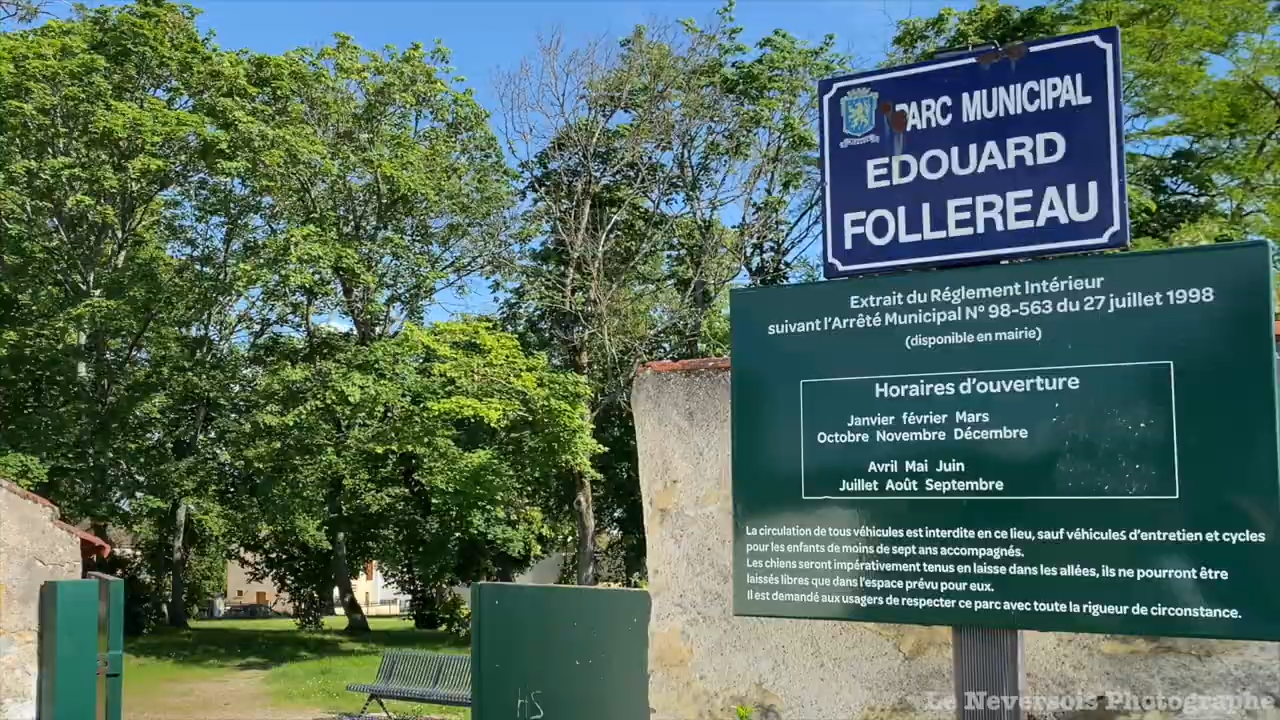 PARC MUNICIPAL
EDOUARD
FOLLEREAU
Extrait du Réglement Intérieur
suivant l'Arrêté Municipal N° 98-563 du 27 juillet 1998
(disponible en mairie)
Horaires d'ouverture
Janvier février Mars
Octobre Novembre Décembre
Avril Mai Juin
Juillet Août Septembre
La circulation de tous véhicules est interdite en ce lieu, sauf véhicules d'entretien et cycles
pour les enfants de moins de sept ans accompagnés.
Les chiens seront impérativement tenus en laisse dans les allées, ils ne pourront être
laissés libres que dans l'espace prévu pour eux.
Il est demandé aux usagers de respecter ce parc avec toute la rigueur de circonstance.
HS
Le Neversois Photographe